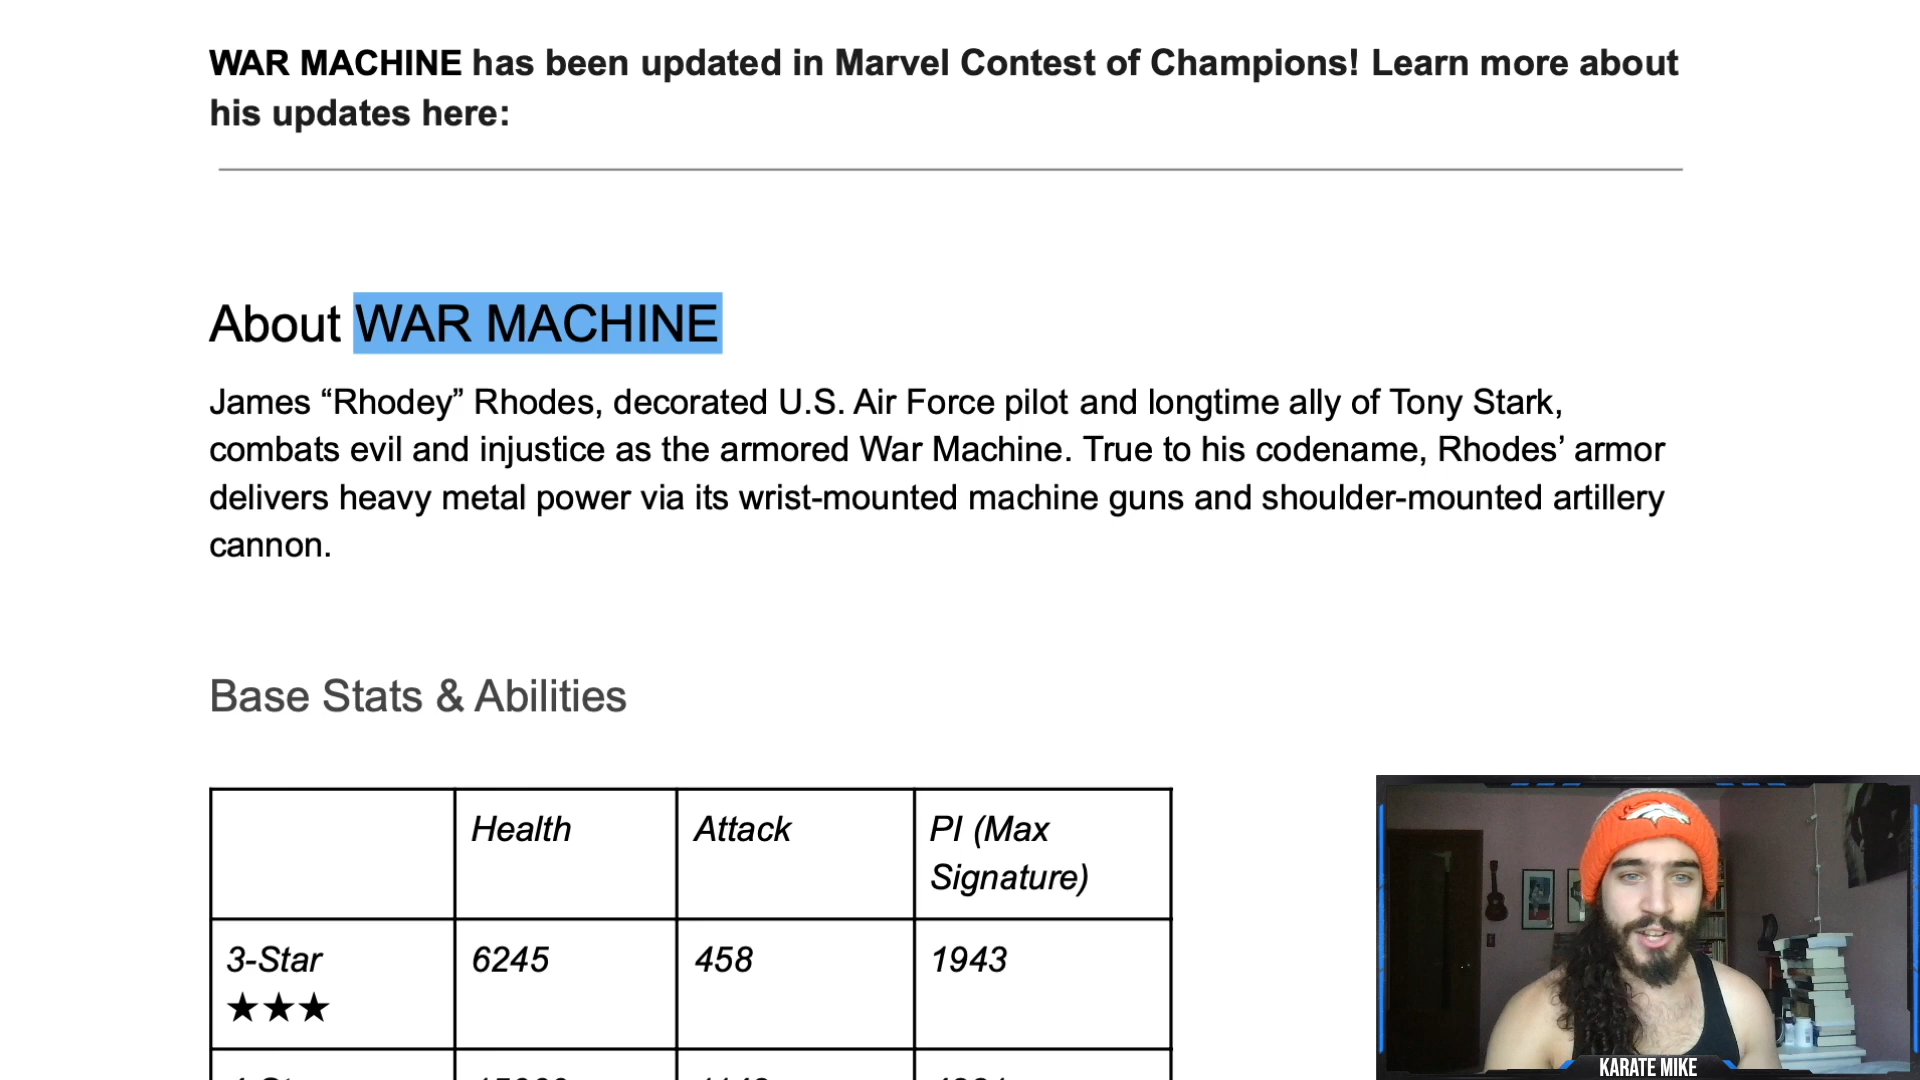 WAR MACHINE has been updated in Marvel Contest of Champions! Learn more about
his updates here:
About WAR MACHINE
James “Rhodey” Rhodes, decorated U.S. Air Force pilot and longtime ally of Tony Stark,
combats evil and injustice as the armored War Machine. True to his codename, Rhodes’ armor
delivers heavy metal power via its wrist-mounted machine guns and shoulder-mounted artillery
cannon.
Base Stats & Abilities
Health Attack PI (Max
Signature)
3-Star 6245 458 1943
★★★
KARATE MIKE